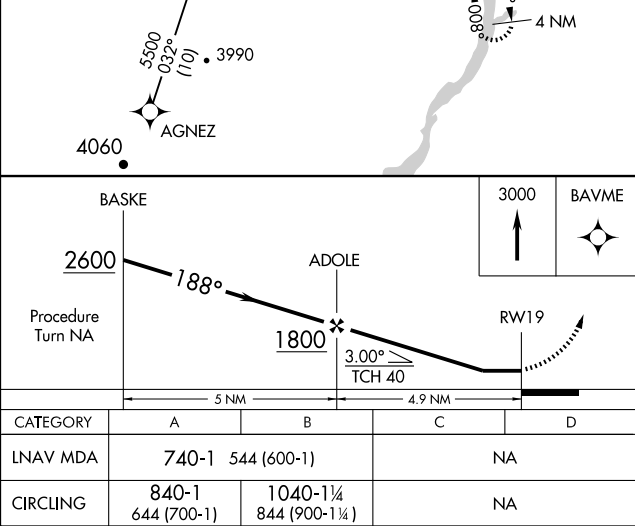 5500
032°
(10)
3990
AGNEZ
4060
008°
4 NM
BASKE
3000
BAVME
2600
188°
ADOLE
Procedure
Turn NA
1800
RW19
3.00°
TCH 40
5 NM
4.9 NM
CATEGORY A B C D
LNAV MDA 740-1 544 (600-1) NA
CIRCLING 840-1 1040-1¼ NA
644 (700-1) 844 (900-1¼)